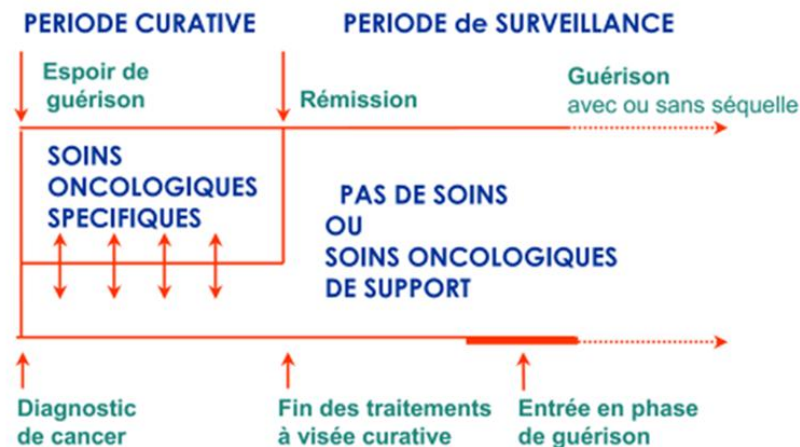 PERIODE CURATIVE
PERIODE de SURVEILLANCE
Espoir de
guérison
Rémission
Guérison
avec ou sans séquelle
SOINS
ONCOLOGIQUES
SPECIFIQUES
PAS DE SOINS
OU
SOINS ONCOLOGIQUES
DE SUPPORT
Diagnostic
de cancer
Fin des traitements
à visée curative
Entrée en phase
de guérison